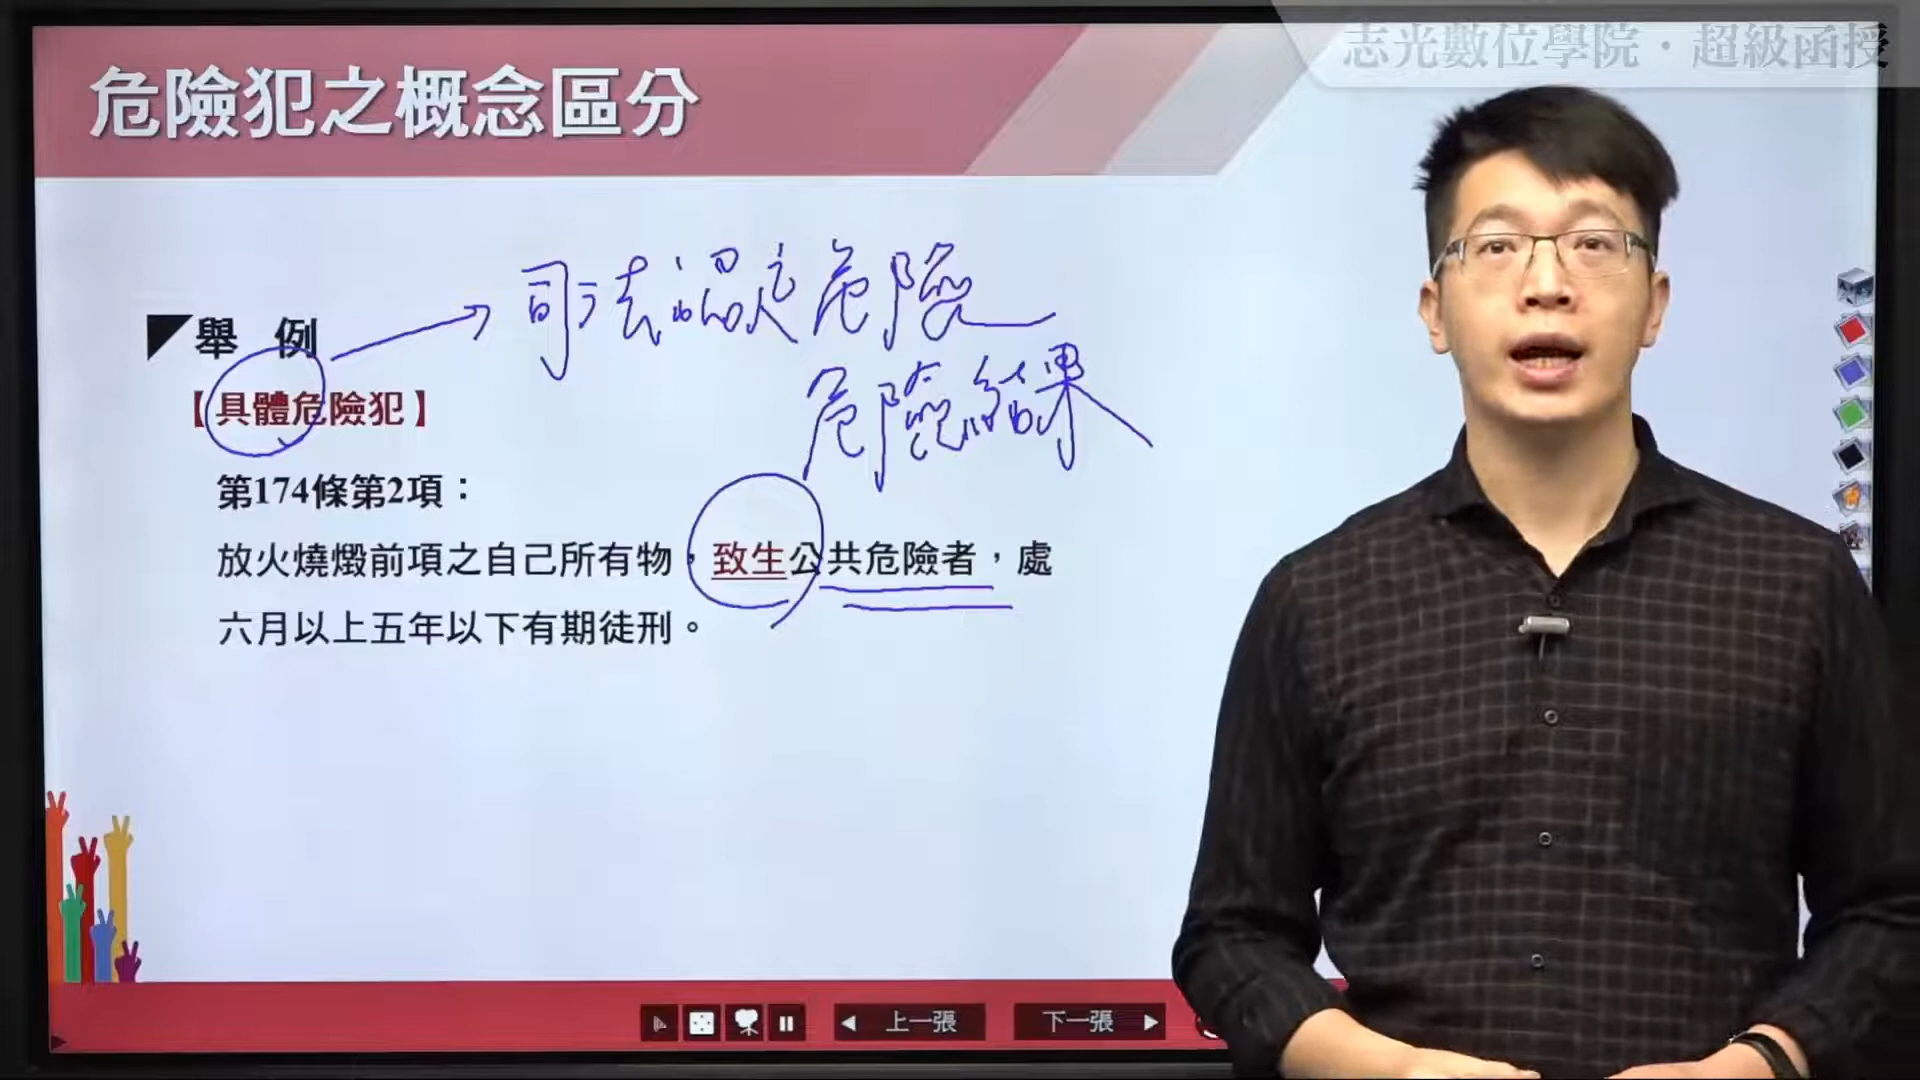 志光數位學院・超級函授
危險犯之概念區分
司法認定危險
舉 例
危險結果
【具體危險犯】
第174條第2項：
放火燒燬前項之自己所有物，致生公共危險者，處
六月以上五年以下有期徒刑。
上一張 下一張